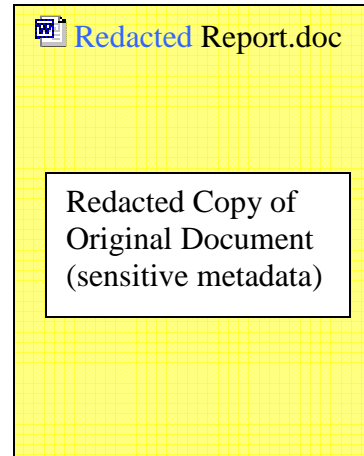 Redacted Report.doc
Redacted Copy of
Original Document
(sensitive metadata)